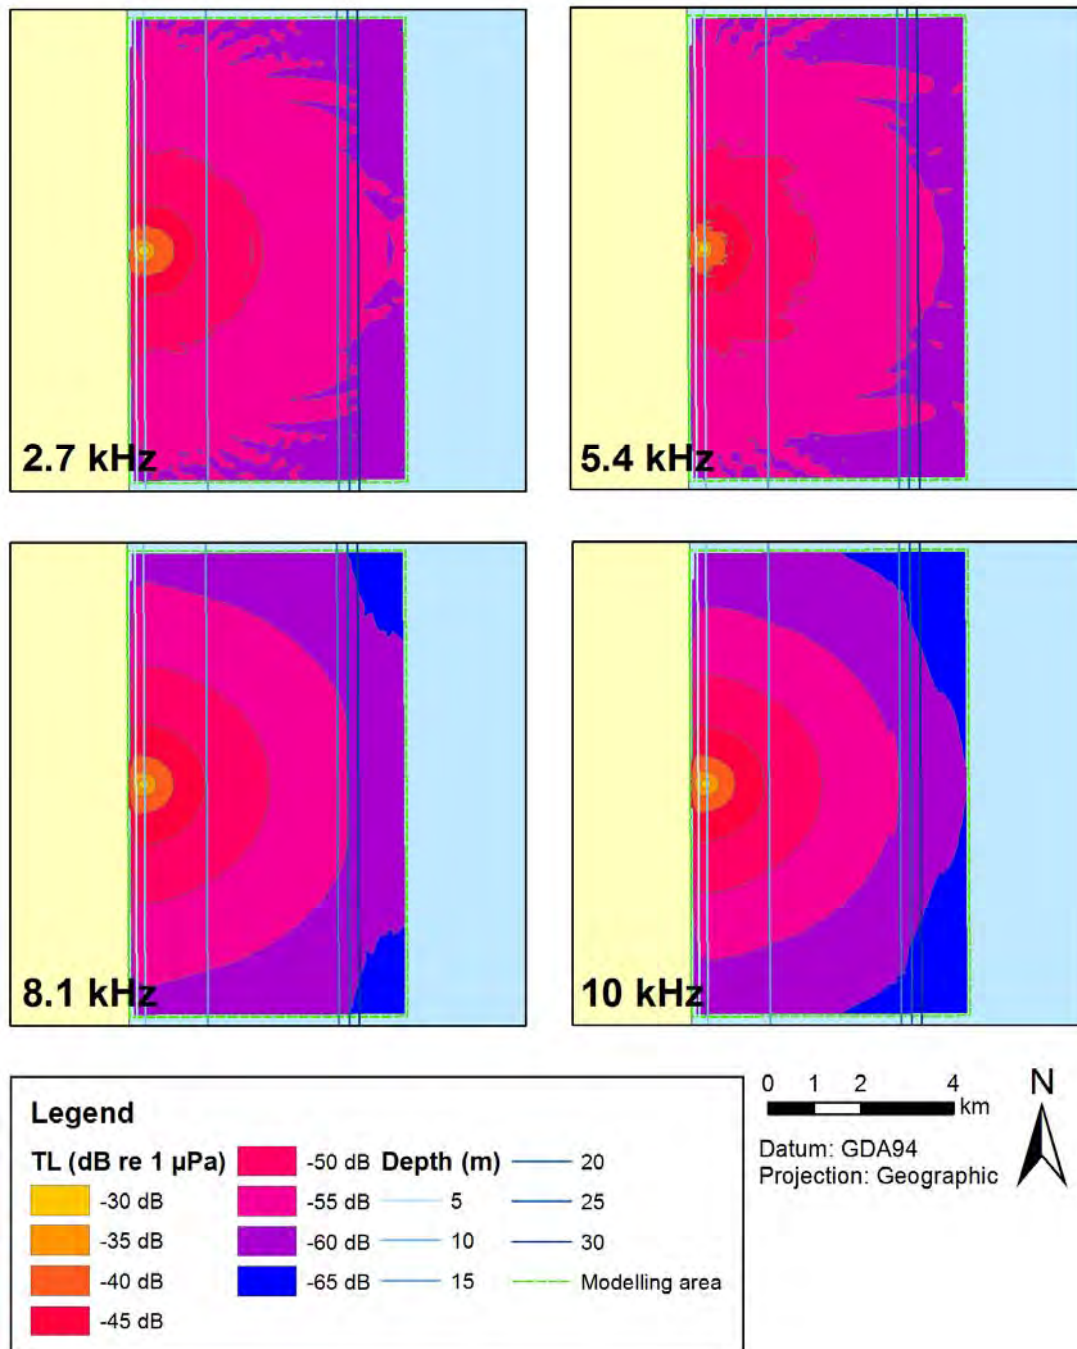 2.7 kHz
5.4 kHz
8.1 kHz
10 kHz
Legend
TL (dB re 1 µPa)
-30 dB
-35 dB
-40 dB
-45 dB
-50 dB
-55 dB
-60 dB
-65 dB
Depth (m)
5
10
15
20
25
30
Modelling area
0 1 2 4
km
Datum: GDA94
Projection: Geographic
N